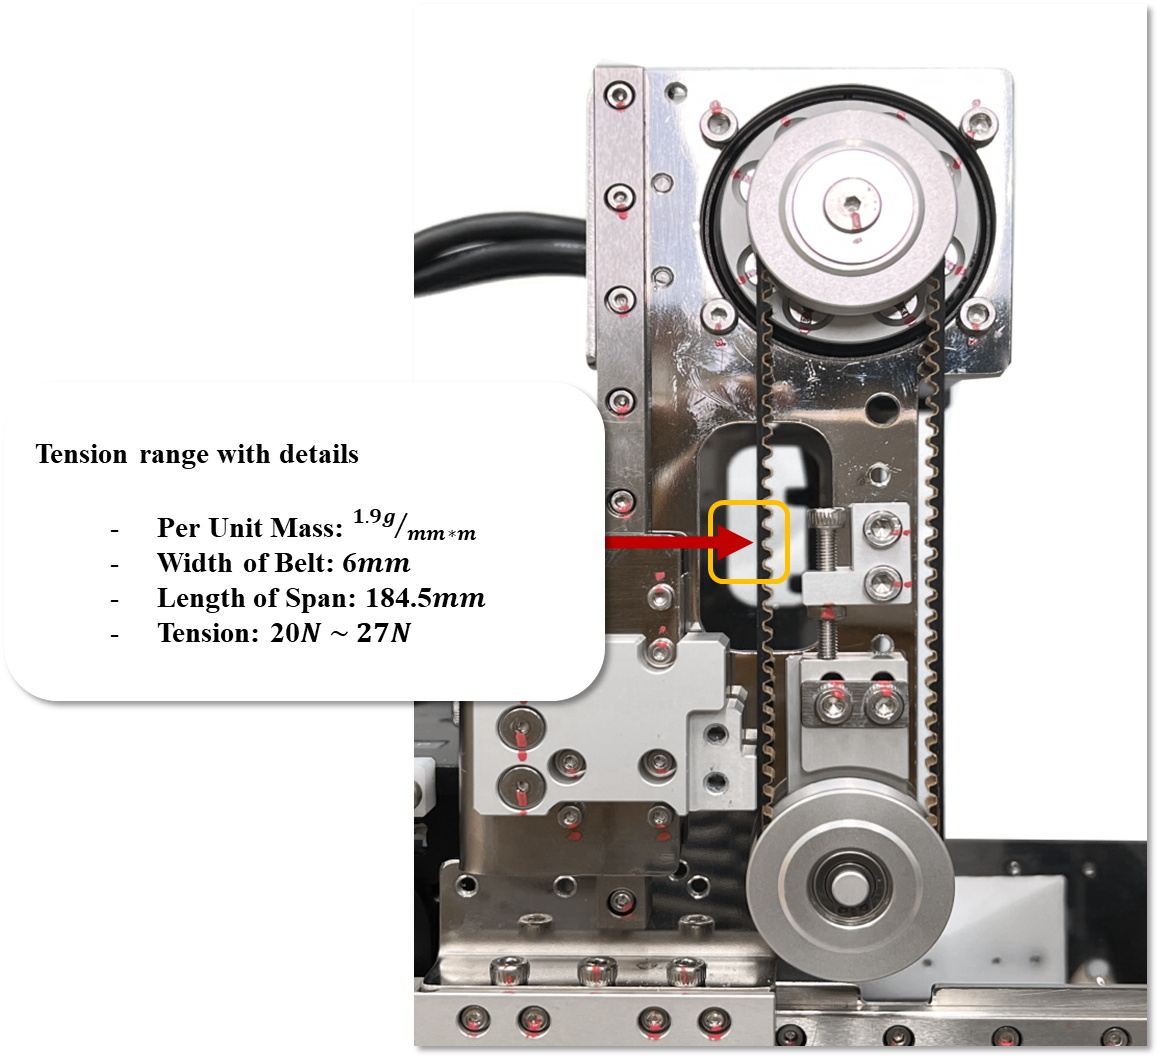 Tension range with details
- Per Unit Mass: 1.9g/mm*m
- Width of Belt: 6mm
- Length of Span: 184.5mm
- Tension: 20N ~ 27N